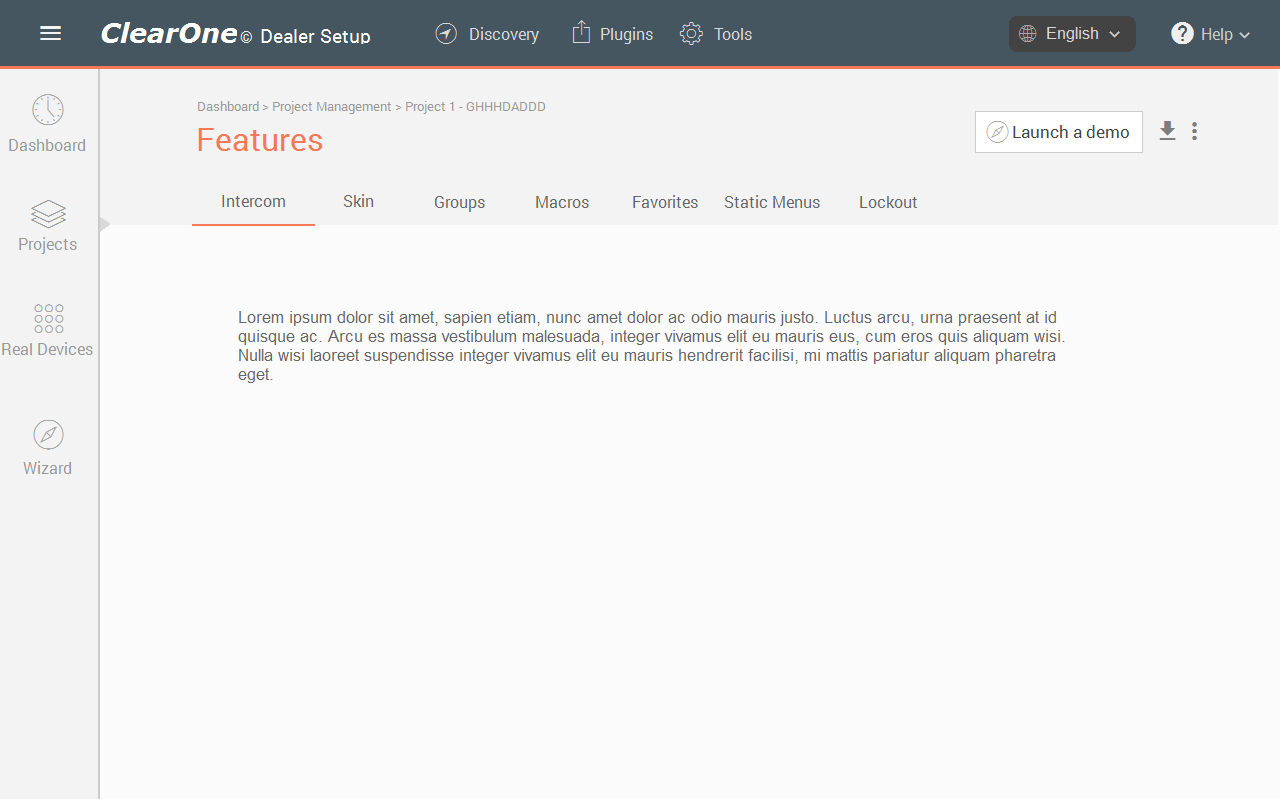 ClearOne© Dealer Setup
Discovery
Plugins
Tools
English
? Help
Dashboard
Projects
Real Devices
Wizard
Dashboard > Project Management > Project 1 - GHHHDADDD
Features
Launch a demo
Intercom
Skin
Groups
Macros
Favorites
Static Menus
Lockout
Lorem ipsum dolor sit amet, sapien etiam, nunc amet dolor ac odio mauris justo. Luctus arcu, urna praesent at id
quisque ac. Arcu es massa vestibulum malesuada, integer vivamus elit eu mauris eus, cum eros quis aliquam wisi.
Nulla wisi laoreet suspendisse integer vivamus elit eu mauris hendrerit facilisi, mi mattis pariatur aliquam pharetra
eget.